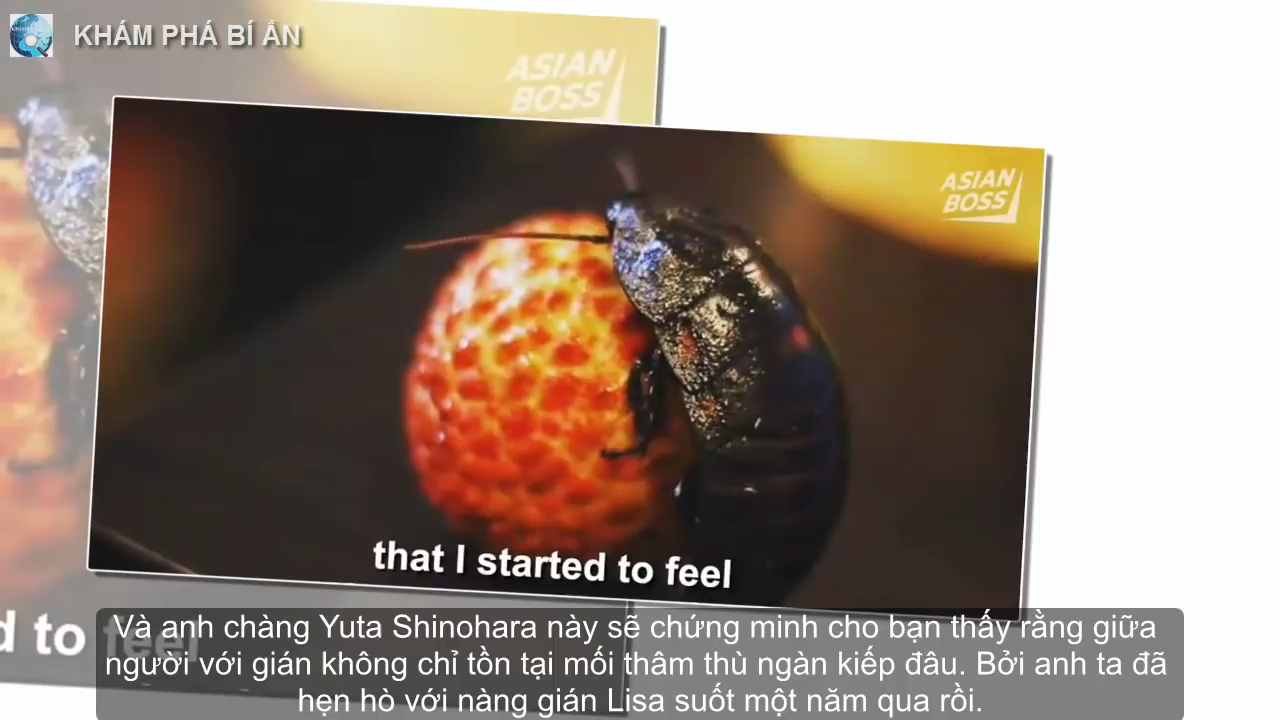 KHÁM PHÁ BÍ ẨN
ASIAN
BOSS
ASIAN
BOSS
that I started to feel
d to feel
Và anh chàng Yuta Shinohara này sẽ chứng minh cho bạn thấy rằng giữa
người với gián không chỉ tồn tại mối thâm thù ngàn kiếp đâu. Bởi anh ta đã
hẹn hò với nàng gián Lisa suốt một năm qua rồi.